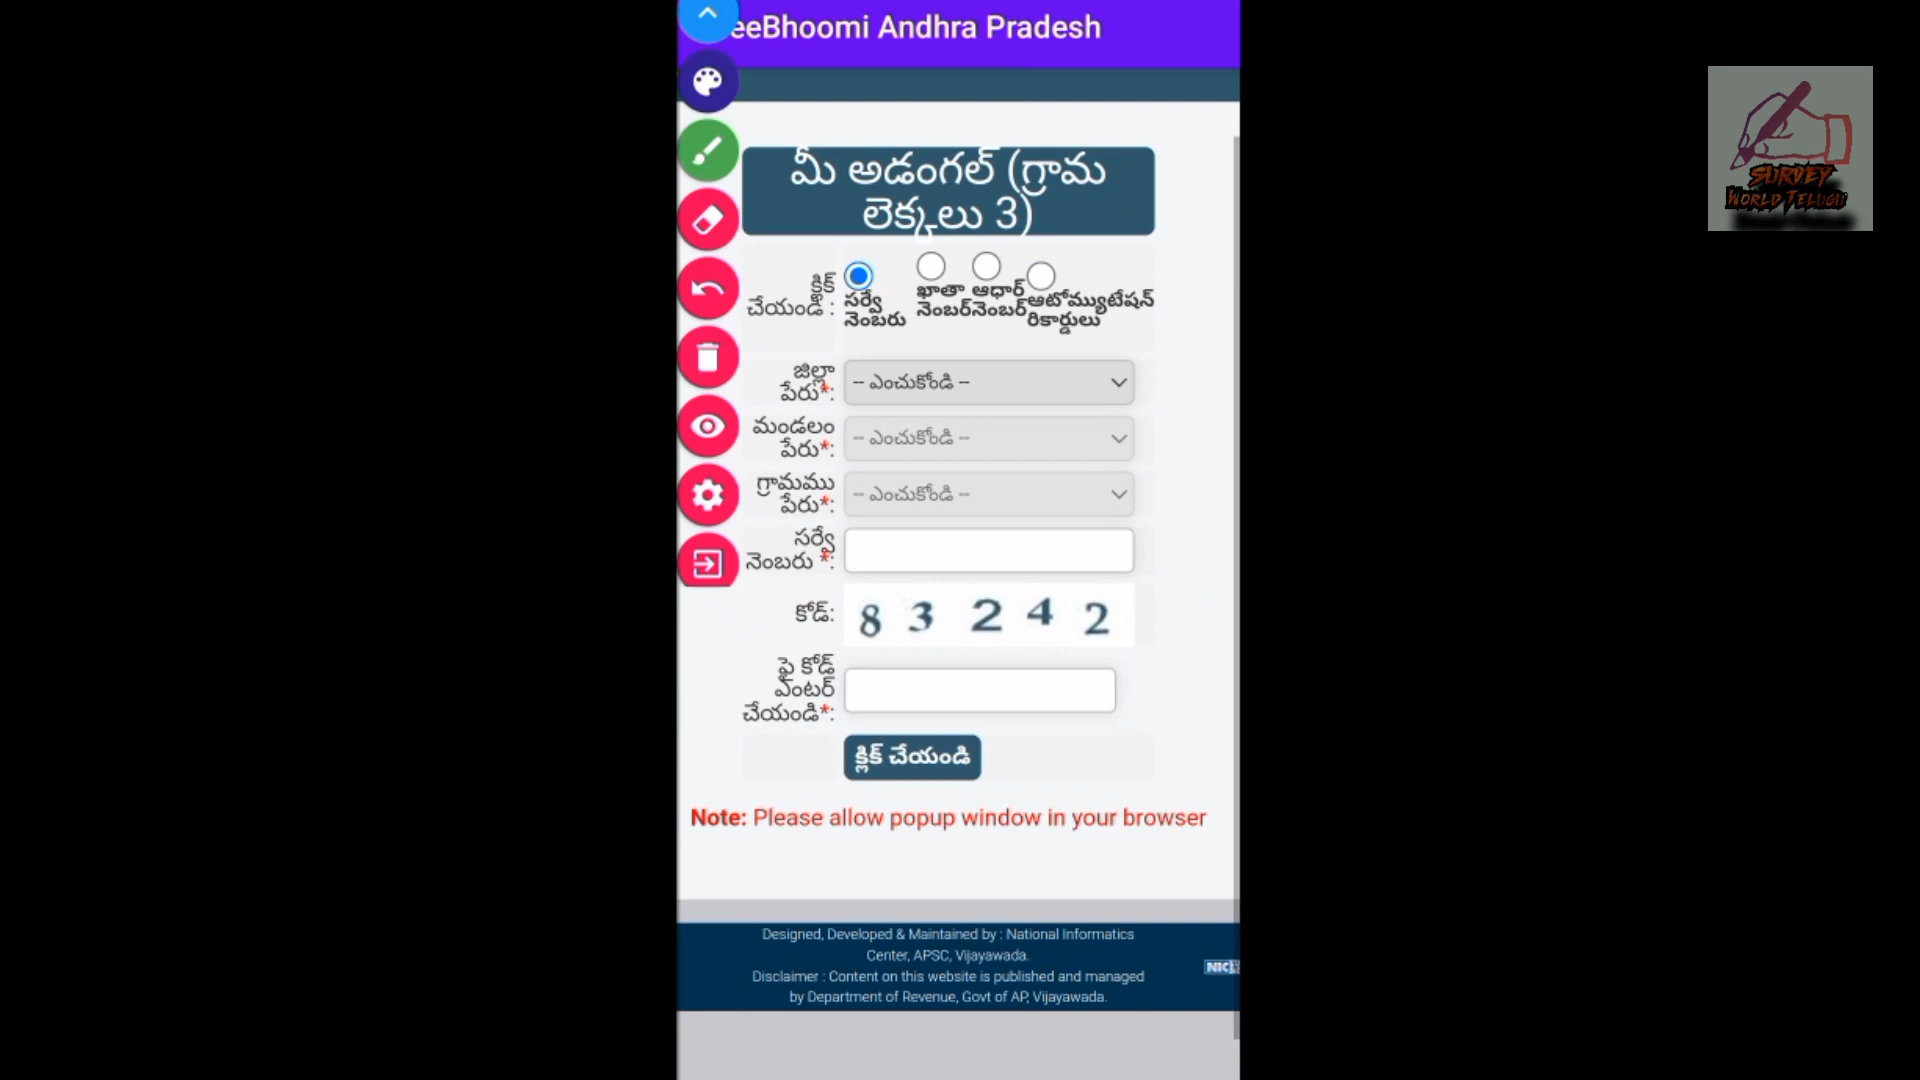 eeBhoomi Andhra Pradesh
SURVEY
WORLD TELUGU
మీ అడంగల్ (గ్రామ
లెక్కలు 3)
క్లిక్
చేయండి :
సర్వే
నెంబరు
ఖాతా
నెంబర్
ఆధార్
నెంబర్
ఆటోమ్యుటేషన్
రికార్డులు
జిల్లా
పేరు*:
-- ఎంచుకోండి --
మండలం
పేరు*:
-- ఎంచుకోండి --
గ్రామము
పేరు*:
-- ఎంచుకోండి --
సర్వే
నెంబరు *:
కోడ్:
8 3 2 4 2
పై కోడ్
ఎంటర్
చేయండి*:
క్లిక్ చేయండి
Note: Please allow popup window in your browser
Designed, Developed & Maintained by : National Informatics
Center, APSC, Vijayawada.
Disclaimer : Content on this website is published and managed
by Department of Revenue, Govt of AP, Vijayawada.
NIC